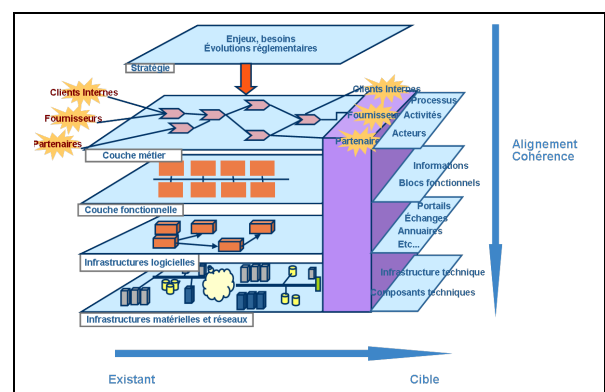 Enjeux, besoins
Évolutions réglementaires
Stratégie
Clients Internes
Fournisseurs
Partenaires
Clients Internes
Fournisseurs
Partenaire
Processus
Activités
Acteurs
Couche métier
Informations
Blocs fonctionnels
Couche fonctionnelle
Portails
Échanges
Annuaires
Etc...
Infrastructures logicielles
Infrastructure technique
Composants techniques
Infrastructures matérielles et réseaux
Alignement
Cohérence
Existant
Cible